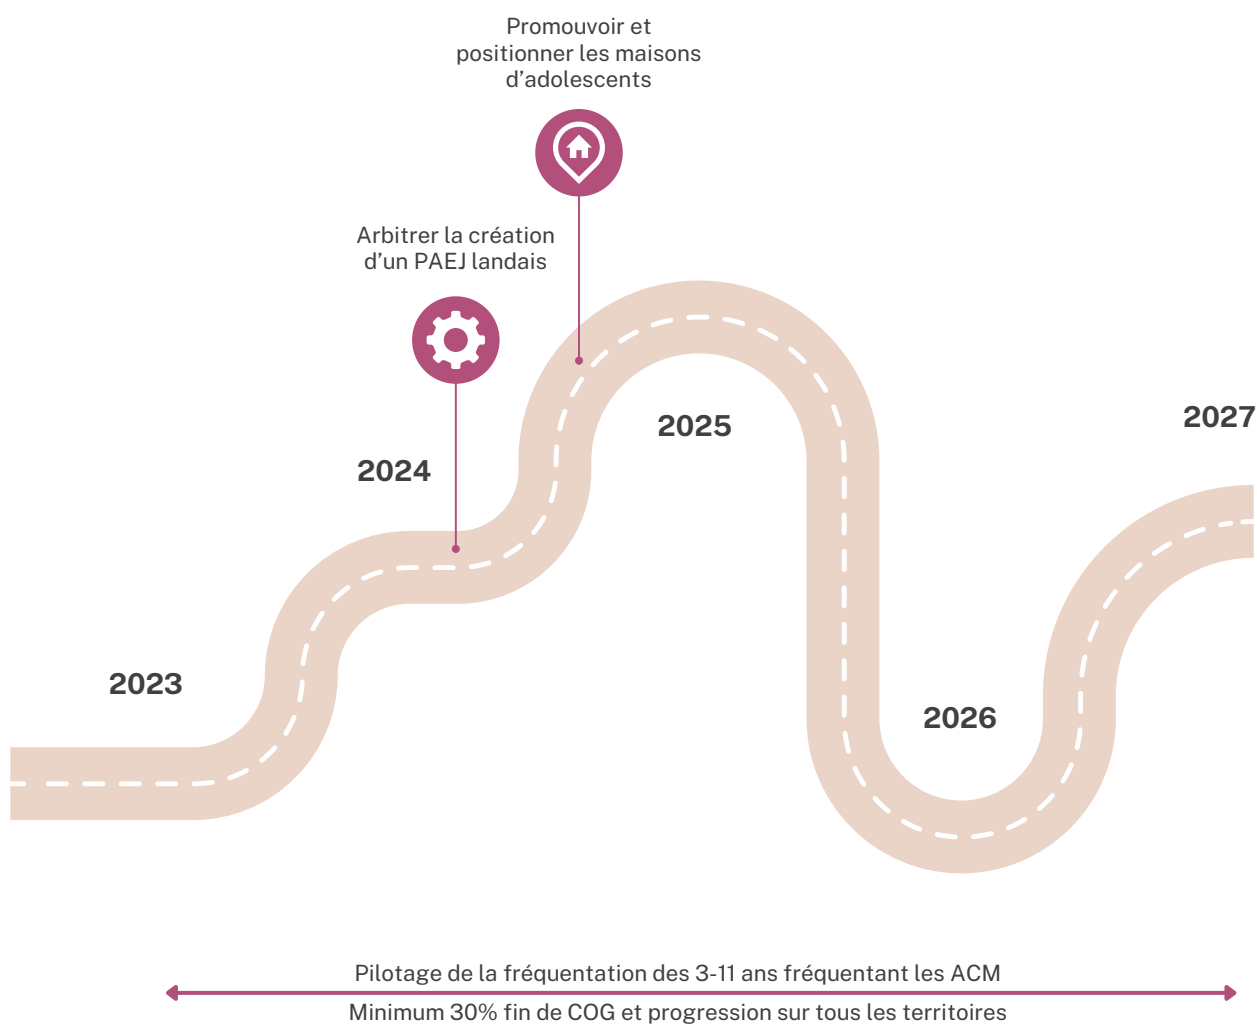 Promouvoir et
positionner les maisons
d’adolescents
Arbitrer la création
d’un PAEJ landais
2023
2024
2025
2026
2027
Pilotage de la fréquentation des 3-11 ans fréquentant les ACM
Minimum 30% fin de COG et progression sur tous les territoires